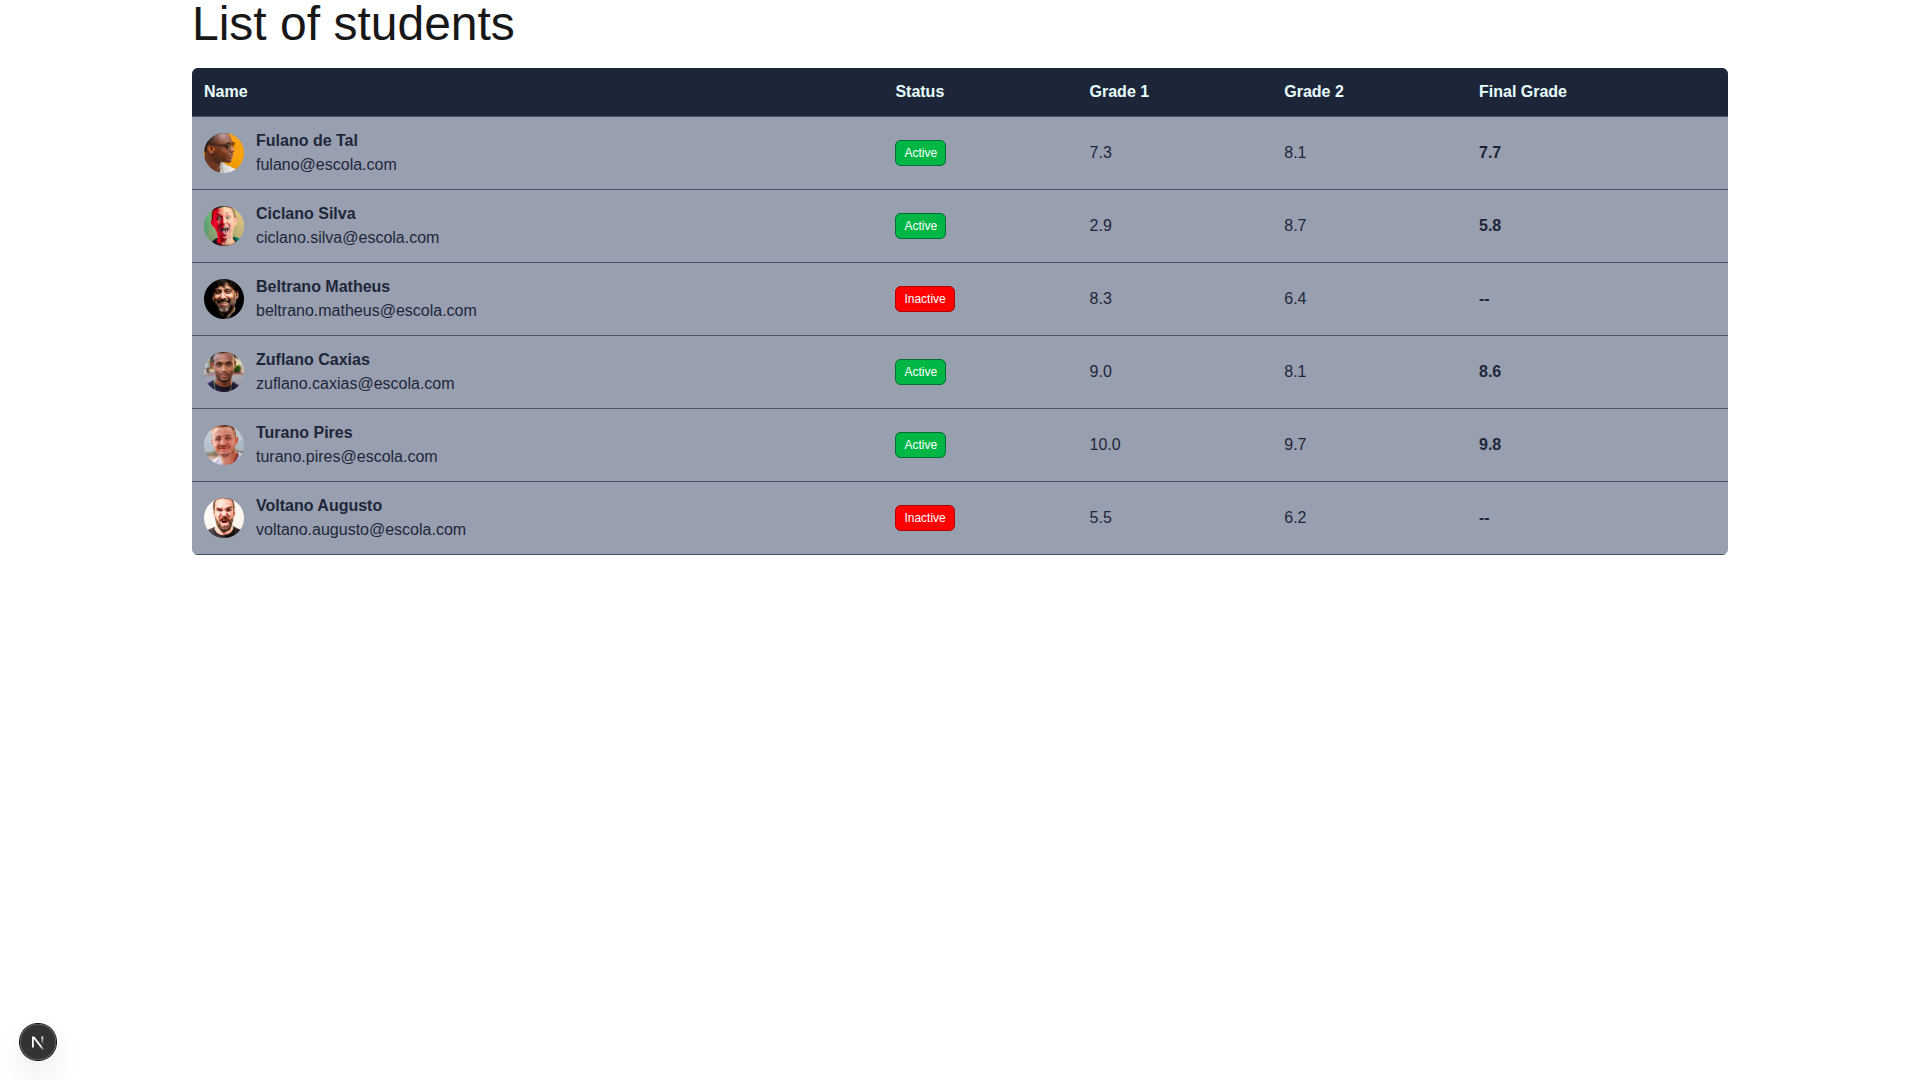 List of students
Name Status Grade 1 Grade 2 Final Grade
Fulano de Tal
fulano@escola.com
Active 7.3 8.1 7.7
Ciclano Silva
ciclano.silva@escola.com
Active 2.9 8.7 5.8
Beltrano Matheus
beltrano.matheus@escola.com
Inactive 8.3 6.4 --
Zuflano Caxias
zuflano.caxias@escola.com
Active 9.0 8.1 8.6
Turano Pires
turano.pires@escola.com
Active 10.0 9.7 9.8
Voltano Augusto
voltano.augusto@escola.com
Inactive 5.5 6.2 --
N